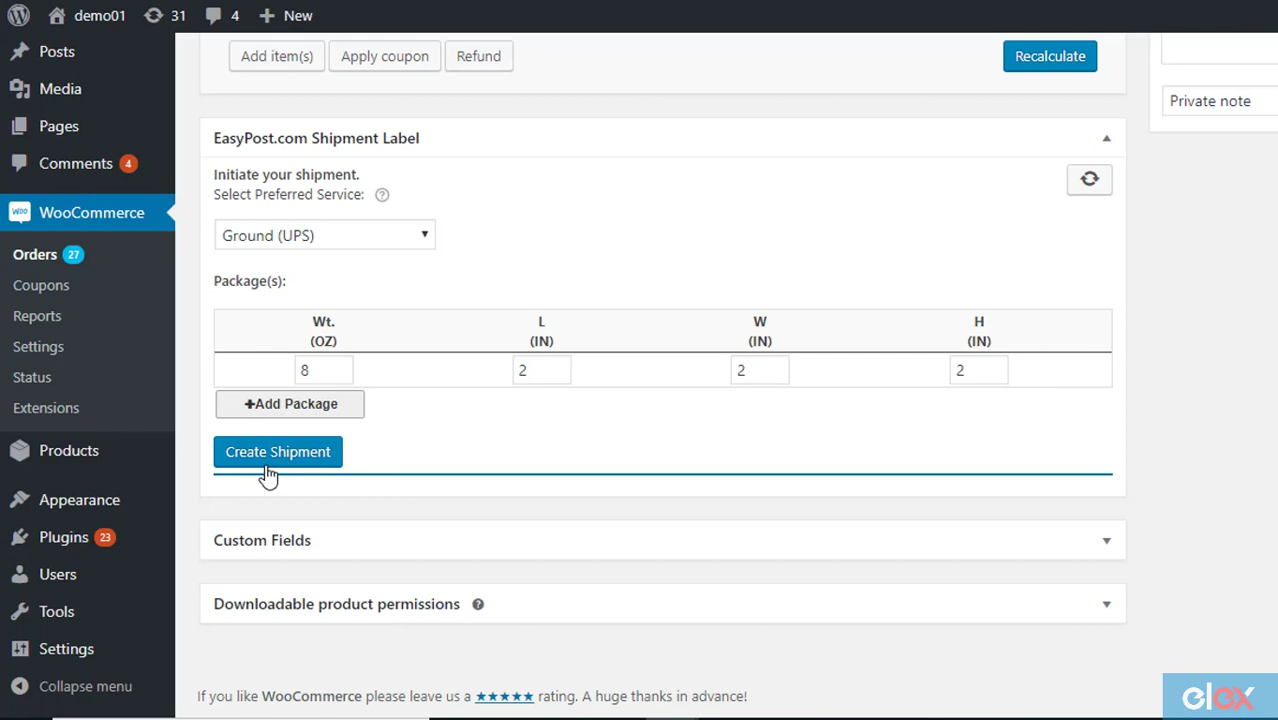 demo01 31 4 New
Posts
Media
Pages
Comments 4
WooCommerce
Orders 27
Coupons
Reports
Settings
Status
Extensions
Products
Appearance
Plugins 23
Users
Tools
Settings
Collapse menu
Add item(s) Apply coupon Refund Recalculate
Private note
EasyPost.com Shipment Label
Initiate your shipment.
Select Preferred Service: ?
Ground (UPS)
Package(s):
Wt. L W H
(OZ) (IN) (IN) (IN)
8 2 2 2
+Add Package
Create Shipment
Custom Fields
Downloadable product permissions ?
If you like WooCommerce please leave us a ★★★★★ rating. A huge thanks in advance!
elex